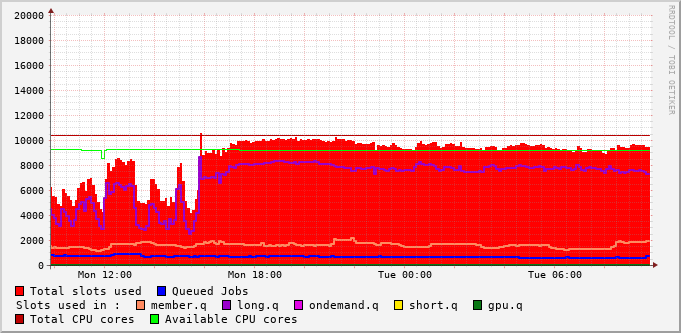 20000
18000
16000
14000
12000
10000
8000
6000
4000
2000
0
Mon 12:00 Mon 18:00 Tue 00:00 Tue 06:00
Total slots used Queued Jobs
Slots used in : member.q long.q ondemand.q short.q gpu.q
Total CPU cores Available CPU cores
RRDTOOL / TOBI OETIKER